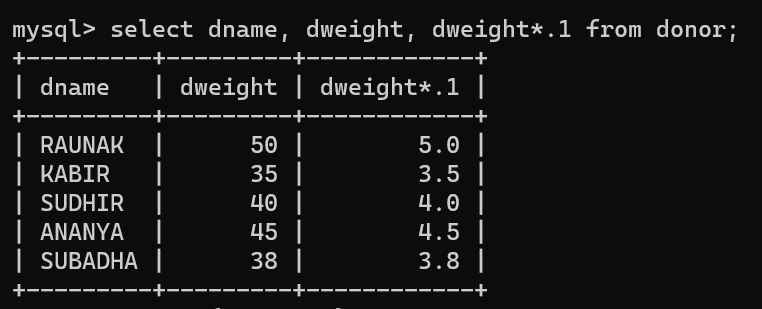 mysql> select dname, dweight, dweight*.1 from donor;
+---------+---------+------------+
| dname   | dweight | dweight*.1 |
+---------+---------+------------+
| RAUNAK  |      50 |        5.0 |
| KABIR   |      35 |        3.5 |
| SUDHIR  |      40 |        4.0 |
| ANANYA  |      45 |        4.5 |
| SUBADHA |      38 |        3.8 |
+---------+---------+------------+